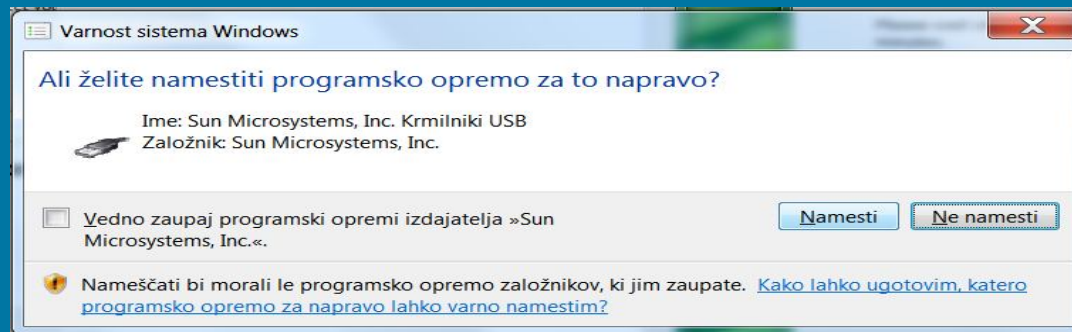 Varnost sistema Windows
Ali želite namestiti programsko opremo za to napravo?
Ime: Sun Microsystems, Inc. Krmilniki USB
Založnik: Sun Microsystems, Inc.
Vedno zaupaj programski opremi izdajatelja »Sun
Microsystems, Inc.«.
Namesti
Ne namesti
Nameščati bi morali le programsko opremo založnikov, ki jim zaupate. Kako lahko ugotovim, katero
programsko opremo za napravo lahko varno namestim?